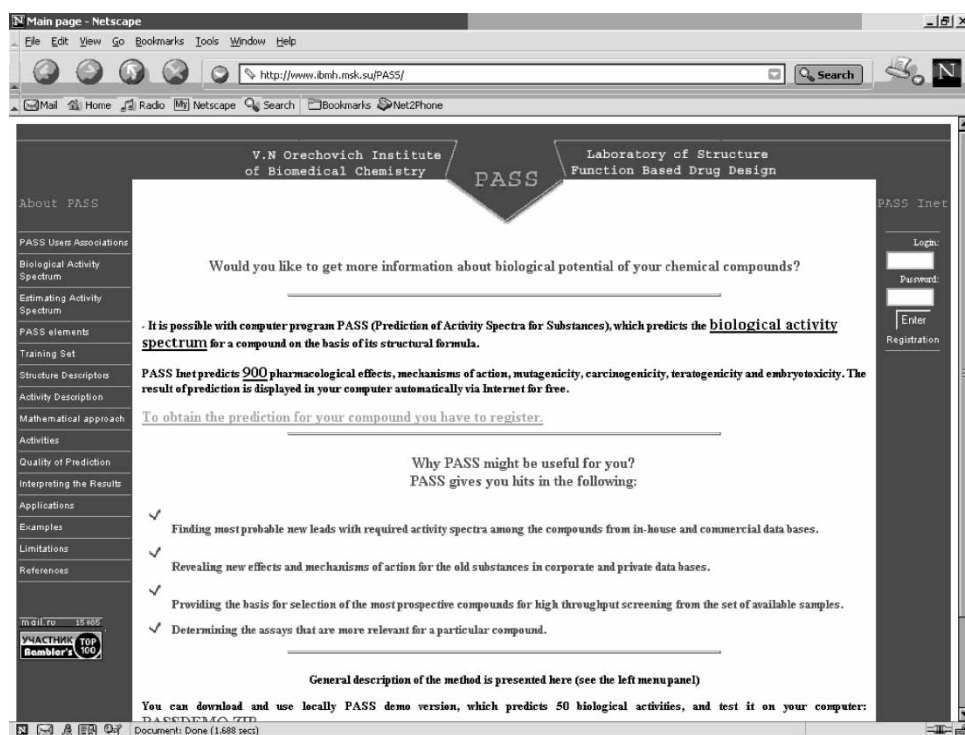 Main page - Netscape
File Edit View Go Bookmarks Tools Window Help
http://www.ibmh.msk.su/PASS/
Search
N
Mail Home Radio My Netscape Search Bookmarks Net2Phone
V.N Orechovich Institute
of Biomedical Chemistry
PASS
Laboratory of Structure
Function Based Drug Design
About PASS
PASS Users Associations
Biological Activity
Spectrum
Estimating Activity
Spectrum
PASS elements
Training Set
Structure Descriptors
Activity Description
Mathematical approach
Activities
Quality of Prediction
Interpreting the Results
Applications
Examples
Limitations
References
mail.ru
УЧАСТНИК TOP
Rambler's 100
Would you like to get more information about biological potential of your chemical compounds?
- It is possible with computer program PASS (Prediction of Activity Spectra for Substances), which predicts the biological activity
spectrum for a compound on the basis of its structural formula.
PASS Inet predicts 900 pharmacological effects, mechanisms of action, mutagenicity, carcinogenicity, teratogenicity and embryotoxicity. The
result of prediction is displayed in your computer automatically via Internet for free.
To obtain the prediction for your compound you have to register.
Why PASS might be useful for you?
PASS gives you hits in the following:
Finding most probable new leads with required activity spectra among the compounds from in-house and commercial data bases.
Revealing new effects and mechanisms of action for the old substances in corporate and private data bases.
Providing the basis for selection of the most prospective compounds for high throughput screening from the set of available samples.
Determining the assays that are more relevant for a particular compound.
General description of the method is presented here (see the left menu panel)
You can download and use locally PASS demo version, which predicts 50 biological activities, and test it on your computer:
PASSDEMO.ZIP
PASS Inet
Login:
Password:
Enter
Registration
Document: Done (1.688 secs)